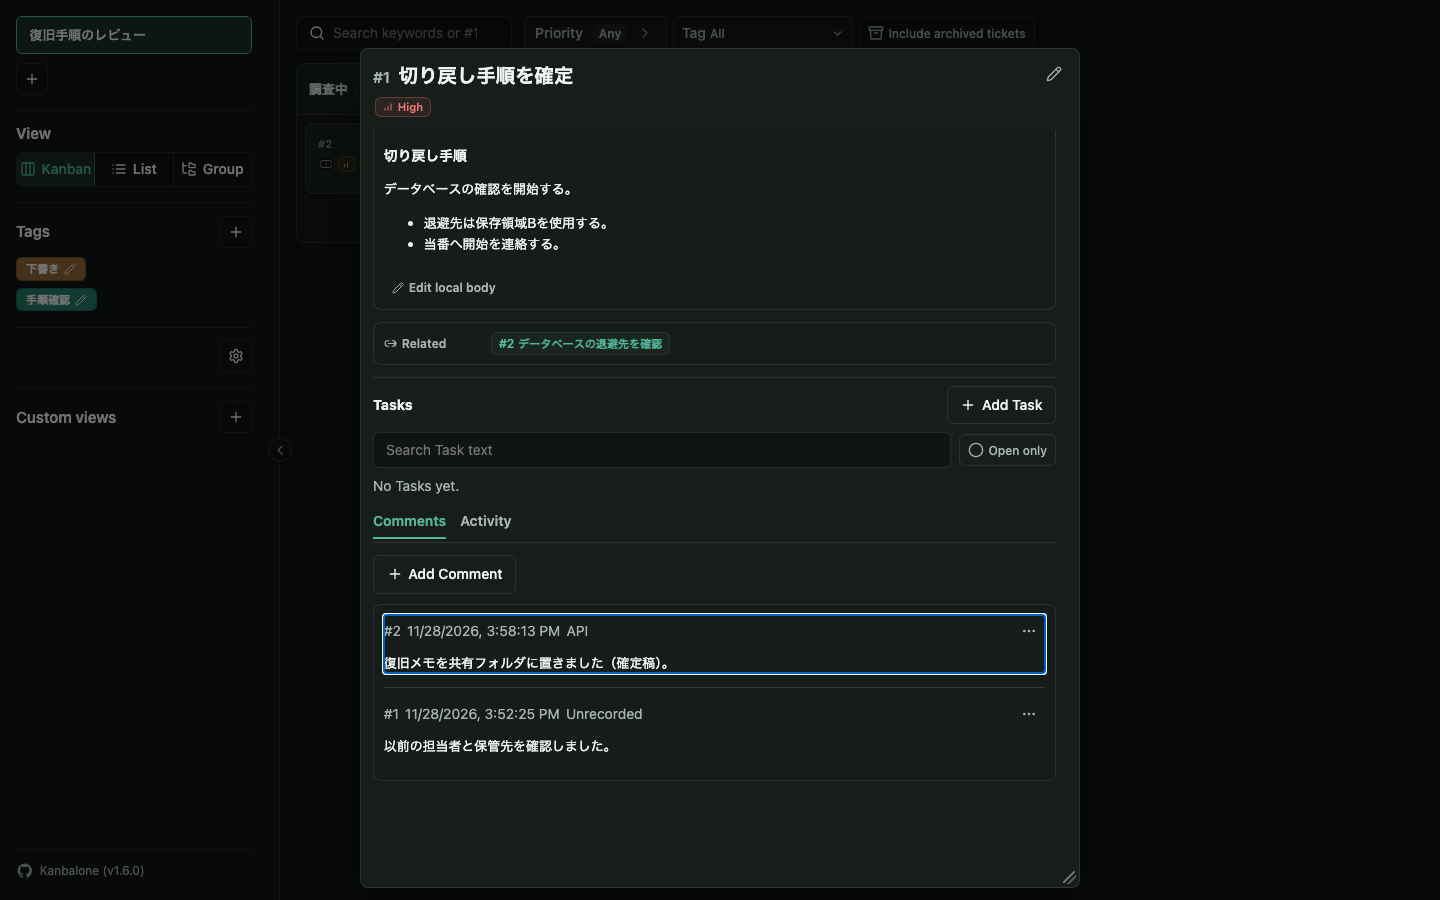 復旧手順のレビュー
View
Kanban
List
Group
Tags
下書き
手順確認
Custom views
Kanbalone (v1.6.0)
Search keywords or #1
Priority Any
Tag All
Include archived tickets
調査中
#2
#1 切り戻し手順を確定
High
切り戻し手順
データベースの確認を開始する。
退避先は保存領域Bを使用する。
当番へ開始を連絡する。
Edit local body
Related #2 データベースの退避先を確認
Tasks
Add Task
Search Task text
Open only
No Tasks yet.
Comments Activity
Add Comment
#2 11/28/2026, 3:58:13 PM API
復旧メモを共有フォルダに置きました（確定稿）。
#1 11/28/2026, 3:52:25 PM Unrecorded
以前の担当者と保管先を確認しました。